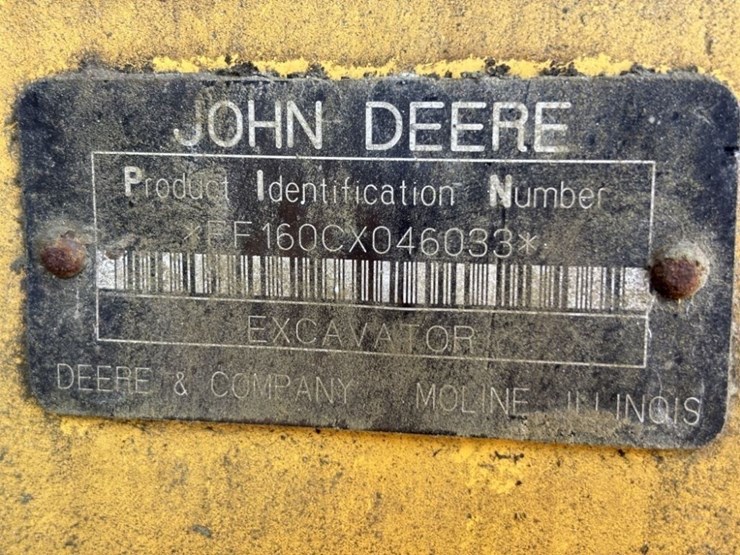 JOHN DEERE
Product Identification Number
*FF160CX046033*
EXCAVATOR
DEERE & COMPANY MOLINE ILLINOIS